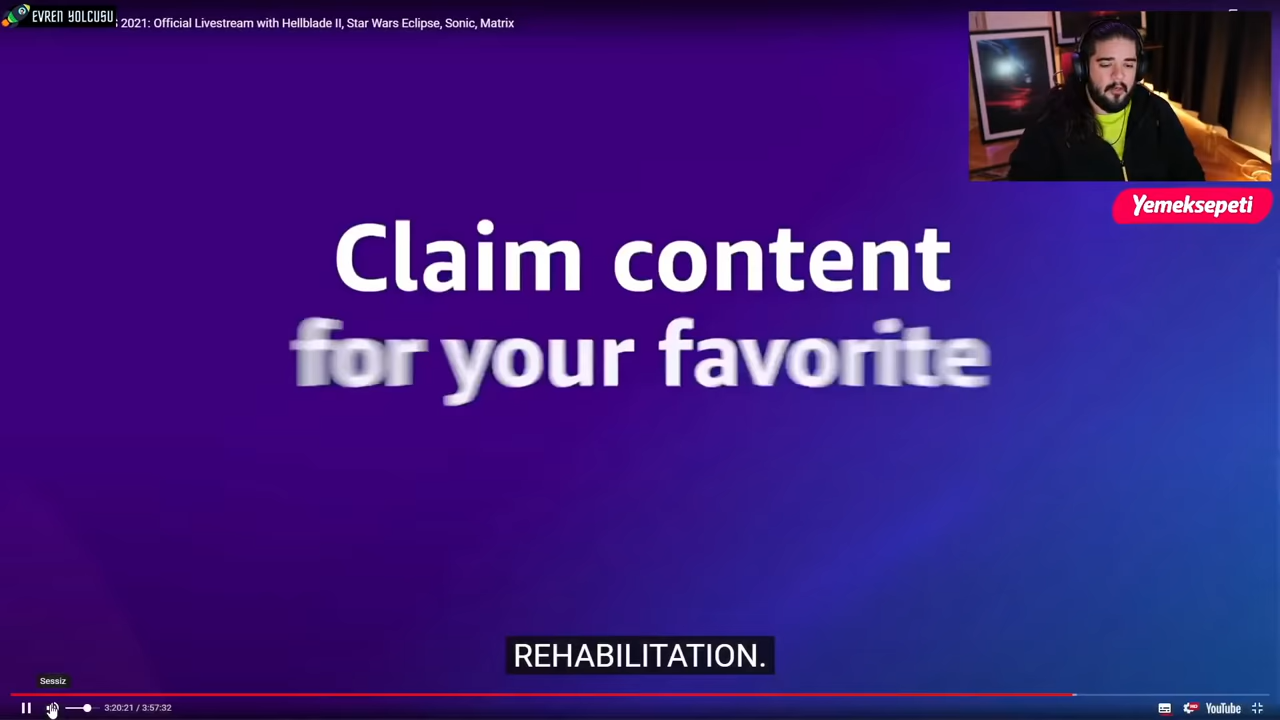 EVREN YOLCUSU
S 2021: Official Livestream with Hellblade II, Star Wars Eclipse, Sonic, Matrix
Yemeksepeti
Claim content
for your favorite
REHABILITATION.
Sessiz
3:20:21 / 3:57:32
HD
YouTube